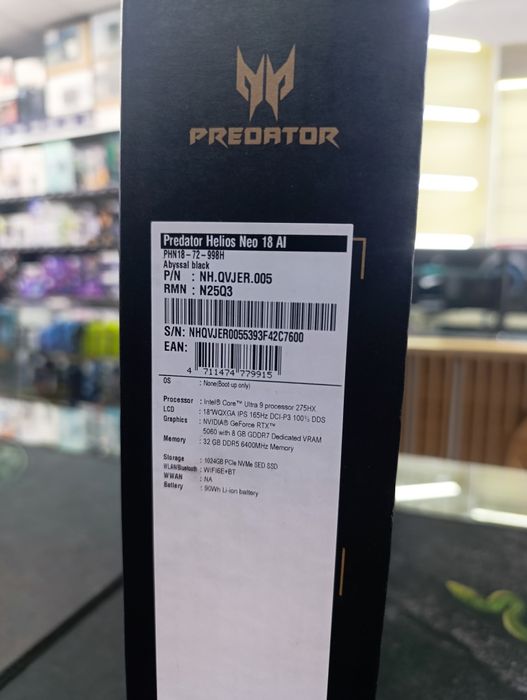 PREDATOR
Predator Helios Neo 18 AI
PHN18-72-998H
Abyssal black
P/N : NH.QVJER.005
RMN : N25Q3
S/N: NHQVJER0055393F42C7600
EAN:
4 711474 779915
OS : None(Boot up only)
Processor : Intel® Core™ Ultra 9 processor 275HX
LCD : 18"WQXGA IPS 165Hz DCI-P3 100% DDS
Graphics : NVIDIA® GeForce RTX™
5060 with 8 GB GDDR7 Dedicated VRAM
Memory : 32 GB DDR5 6400MHz Memory
Storage : 1024GB PCIe NVMe SED SSD
WLAN/Bluetooth : WIFI6E+BT
WWAN : NA
Battery : 90Wh Li-ion battery